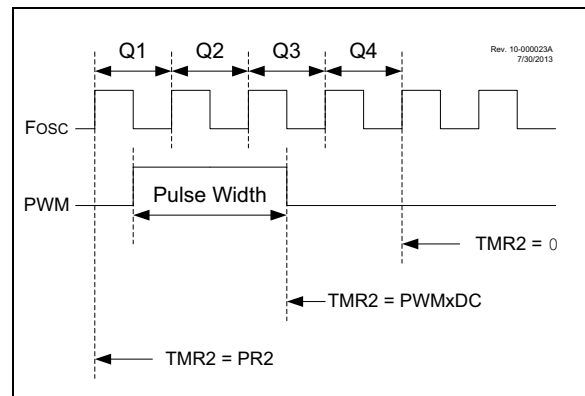 Rev. 10-000023A
7/30/2013
Q1 Q2 Q3 Q4
FOSC
PWM
Pulse Width
TMR2 = 0
TMR2 = PWMxDC
TMR2 = PR2